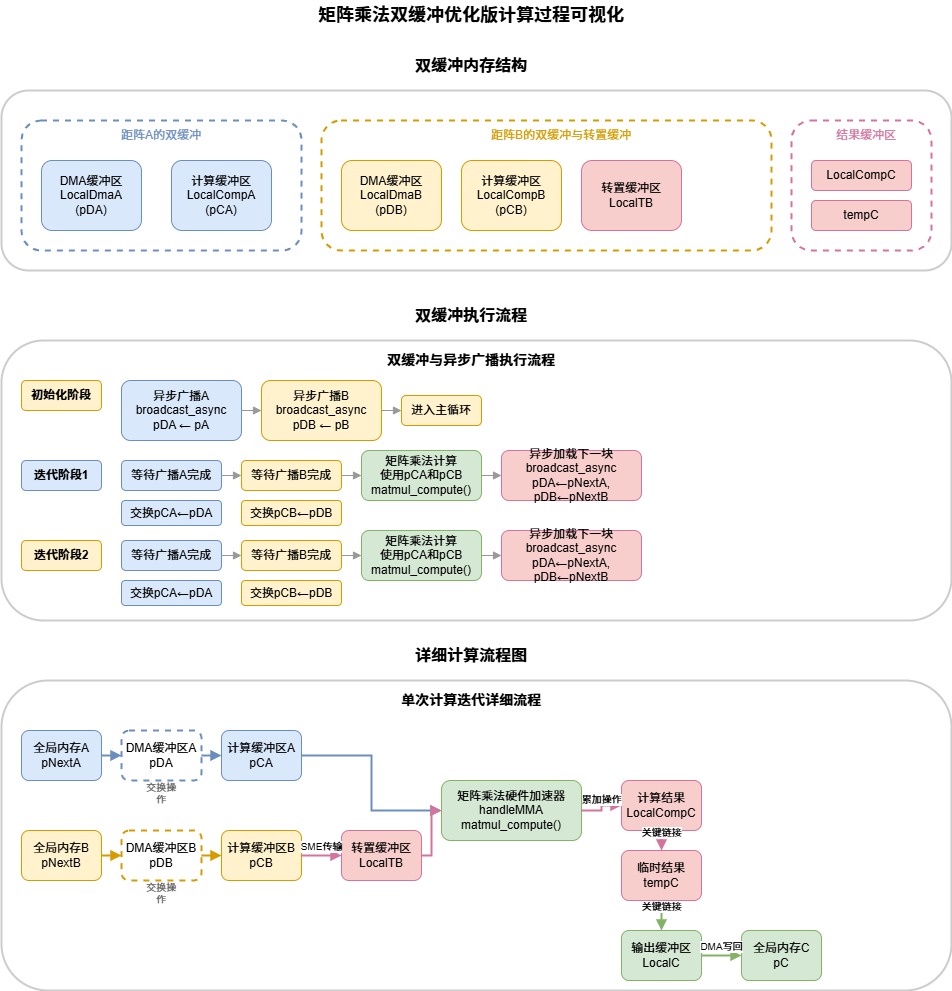 矩阵乘法双缓冲优化版计算过程可视化
双缓冲内存结构
距阵A的双缓冲
距阵B的双缓冲与转置缓冲
结果缓冲区
DMA缓冲区
LocalDmaA
（pDA）
计算缓冲区
LocalCompA
（pCA）
DMA缓冲区
LocalDmaB
(pDB)
计算缓冲区
LocalCompB
(pCB)
转置缓冲区
LocalTB
LocalCompC
tempC
双缓冲执行流程
双缓冲与异步广播执行流程
初始化阶段
异步广播A
broadcast_async
pDA ← pA
异步广播B
broadcast_async
pDB ← pB
进入主循环
迭代阶段1
等待广播A完成
等待广播B完成
矩阵乘法计算
使用pCA和pCB
matmul_compute()
异步加载下一块
broadcast_async
pDA←pNextA,
pDB←pNextB
交换pCA←pDA
交换pCB←pDB
迭代阶段2
等待广播A完成
等待广播B完成
矩阵乘法计算
使用pCA和pCB
matmul_compute()
异步加载下一块
broadcast_async
pDA←pNextA,
pDB←pNextB
交换pCA←pDA
交换pCB←pDB
详细计算流程图
单次计算迭代详细流程
全局内存A
pNextA
DMA缓冲区A
pDA
交换操
作
计算缓冲区A
pCA
全局内存B
pNextB
DMA缓冲区B
pDB
交换操
作
计算缓冲区B
pCB
SME传输
转置缓冲区
LocalTB
矩阵乘法硬件加速器
handleMMA
matmul_compute()
累加操作
计算结果
LocalCompC
关键链接
临时结果
tempC
关键链接
输出缓冲区
LocalC
DMA写回
全局内存C
pC